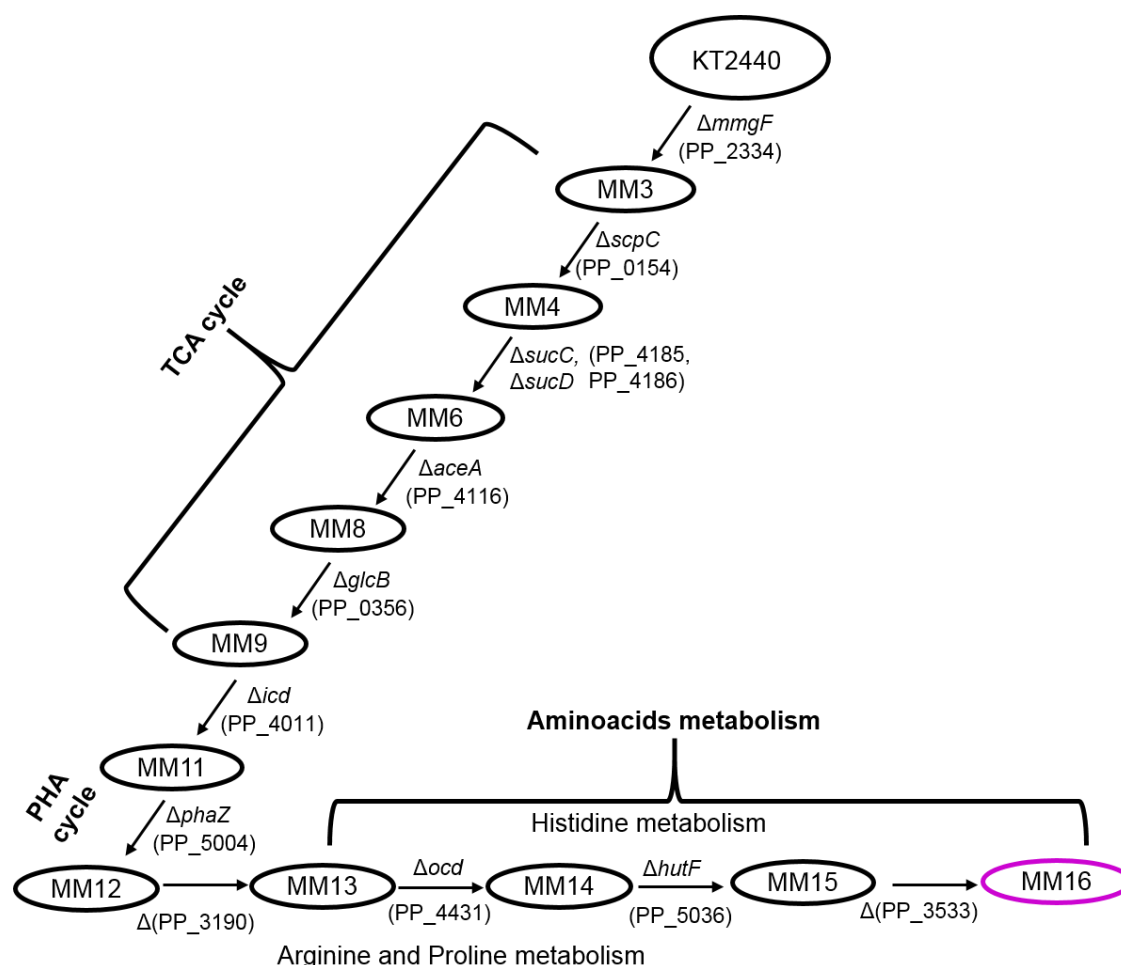 KT2440
ΔmmgF
(PP_2334)
MM3
ΔscpC
(PP_0154)
MM4
TCA cycle
ΔsucC, (PP_4185,
ΔsucD PP_4186)
MM6
ΔaceA
(PP_4116)
MM8
ΔglcB
(PP_0356)
MM9
Δicd
(PP_4011)
MM11
PHA
cycle
ΔphaZ
(PP_5004)
Aminoacids metabolism
Histidine metabolism
MM12
Δ(PP_3190)
MM13
Δocd
(PP_4431)
MM14
ΔhutF
(PP_5036)
MM15
Δ(PP_3533)
MM16
Arginine and Proline metabolism